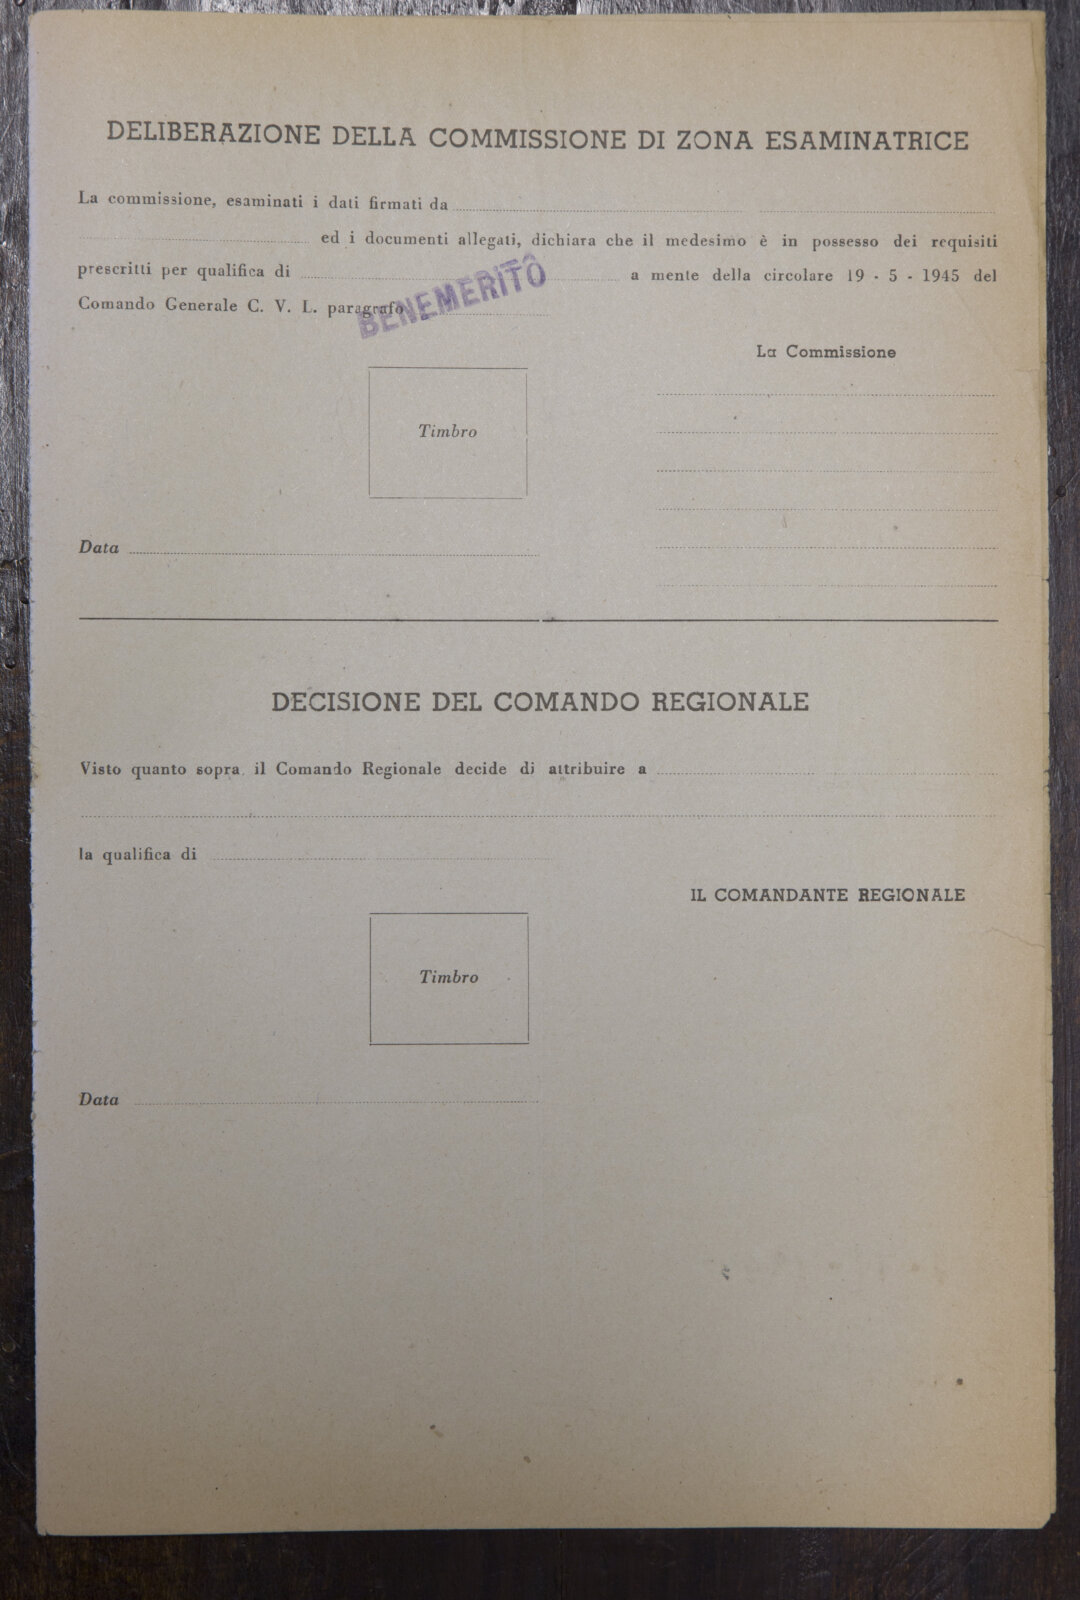 DELIBERAZIONE DELLA COMMISSIONE DI ZONA ESAMINATRICE
La commissione, esaminati i dati firmati da
ed i documenti allegati, dichiara che il medesimo è in possesso dei requisiti
prescritti per qualifica di a mente della circolare 19 - 5 - 1945 del
BENEMERITO
Comando Generale C. V. L. paragrafo
La Commissione
Timbro
Data
DECISIONE DEL COMANDO REGIONALE
Visto quanto sopra, il Comando Regionale decide di attribuire a
la qualifica di
IL COMANDANTE REGIONALE
Timbro
Data